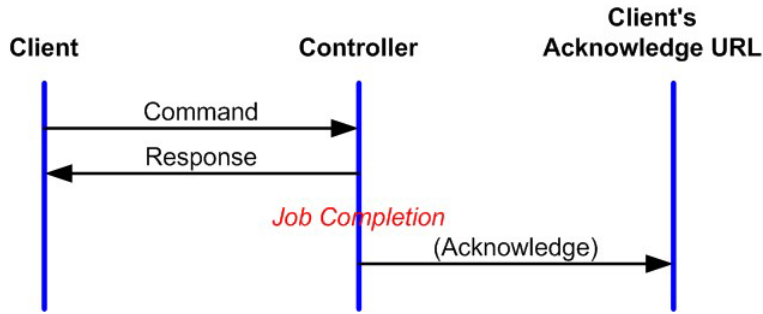 Client
Controller
Client's
Acknowledge URL
Command
Response
Job Completion
(Acknowledge)